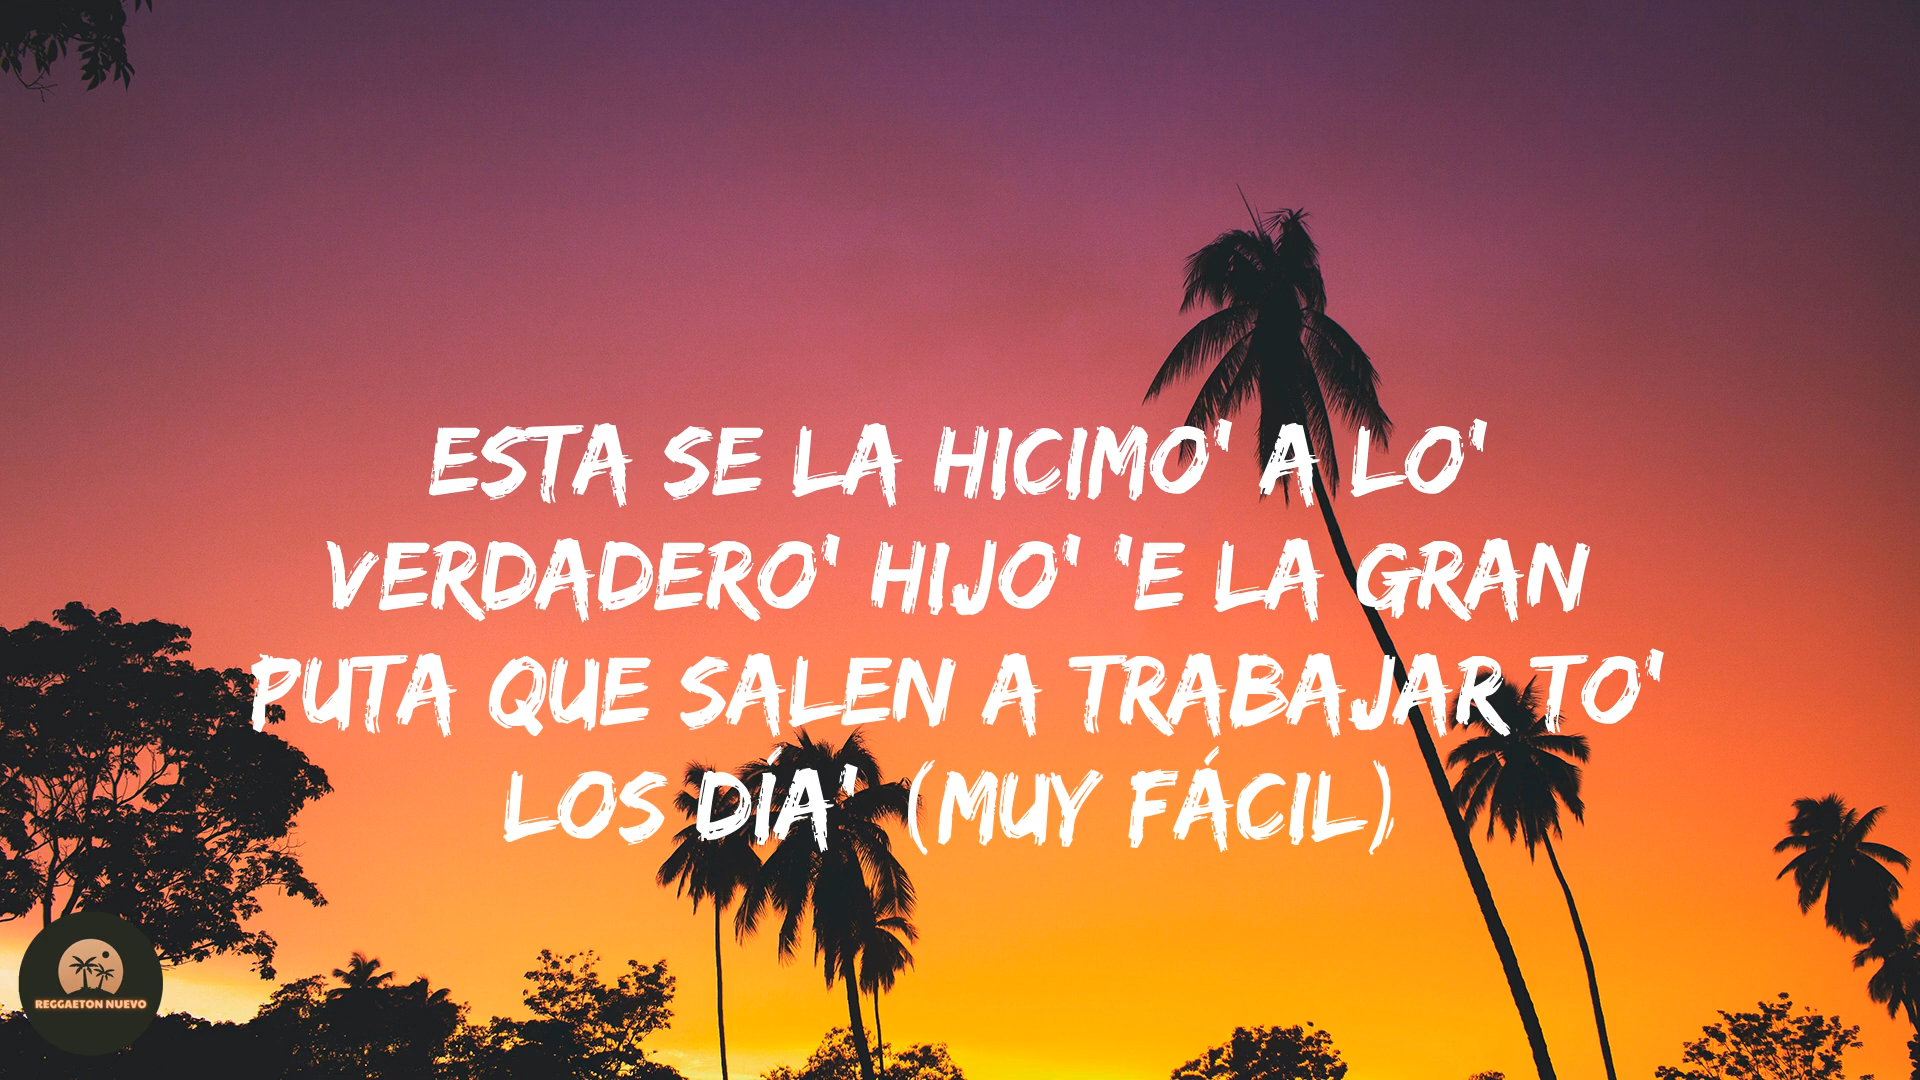 ESTA SE LA HICIMO' A LO'
VERDADERO' HIJO' 'E LA GRAN
PUTA QUE SALEN A TRABAJAR TO'
LOS DÍA' (MUY FÁCIL)
REGGAETON NUEVO